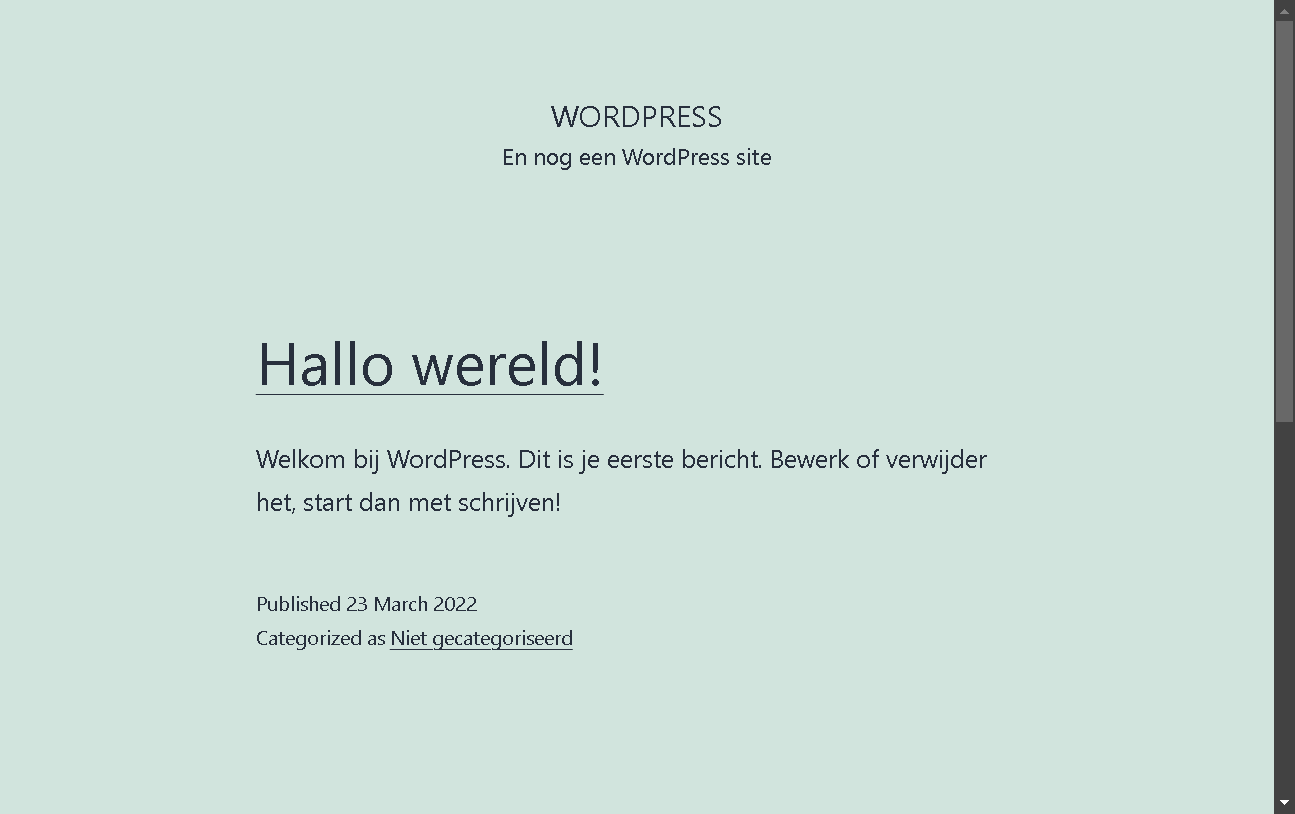 WORDPRESS
En nog een WordPress site
Hallo wereld!
Welkom bij WordPress. Dit is je eerste bericht. Bewerk of verwijder
het, start dan met schrijven!
Published 23 March 2022
Categorized as Niet gecategoriseerd